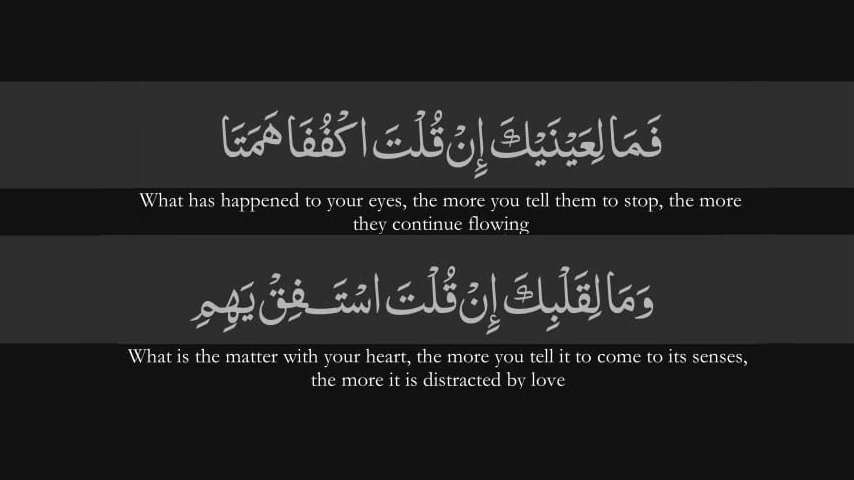 فَمَا لِعَيْنَيْكَ إِنْ قُلْتَ اكْفُفَا هَمَتَا
What has happened to your eyes, the more you tell them to stop, the more
they continue flowing
وَمَا لِقَلْبِكَ إِنْ قُلْتَ اسْتَفِقْ يَهِمِ
What is the matter with your heart, the more you tell it to come to its senses,
the more it is distracted by love